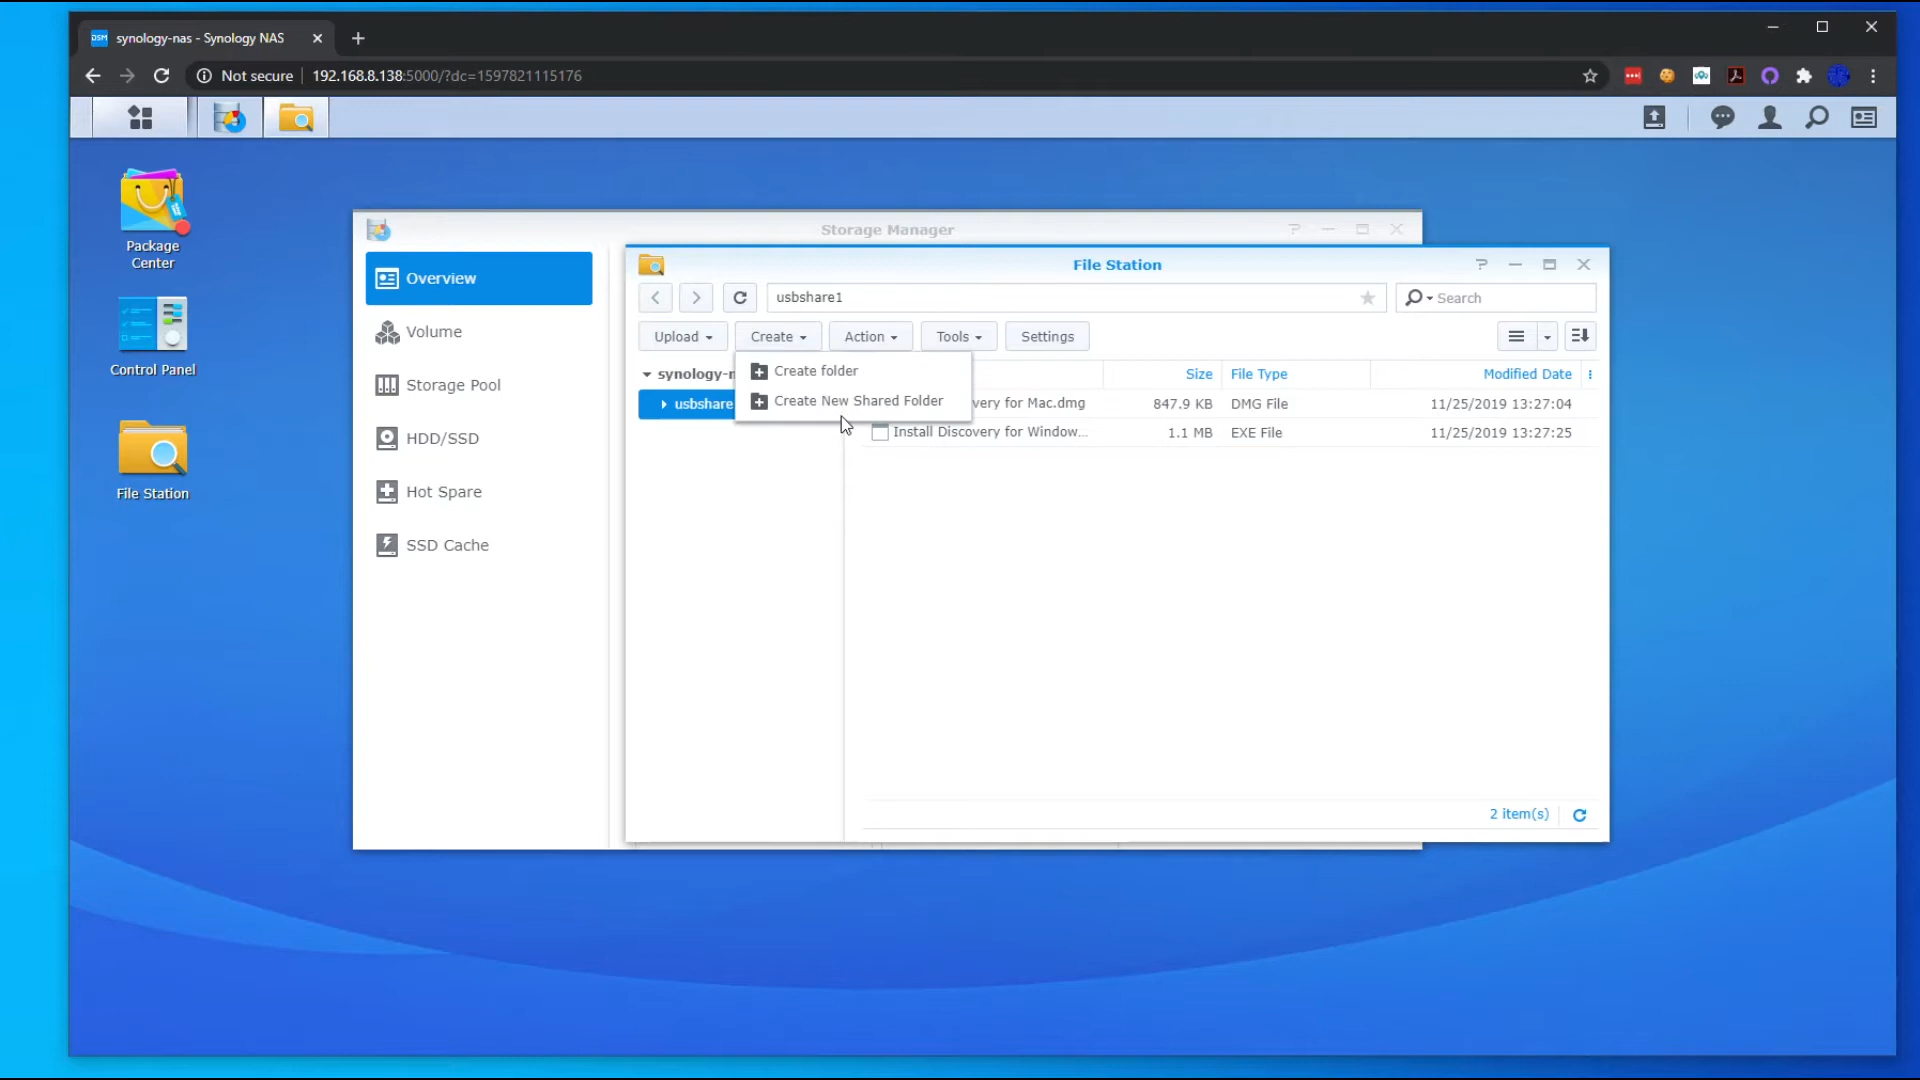 synology-nas - Synology NAS
Not secure
192.168.8.138:5000/?dc=1597821115176
Package
Center
Control Panel
File Station
Storage Manager
Overview
Volume
Storage Pool
HDD/SSD
Hot Spare
SSD Cache
File Station
usbshare1
Search
Upload
Create
Action
Tools
Settings
Create folder
Create New Shared Folder
synology-n
usbshare
Size
File Type
Modified Date
very for Mac.dmg
847.9 KB
DMG File
11/25/2019 13:27:04
Install Discovery for Window...
1.1 MB
EXE File
11/25/2019 13:27:25
2 item(s)